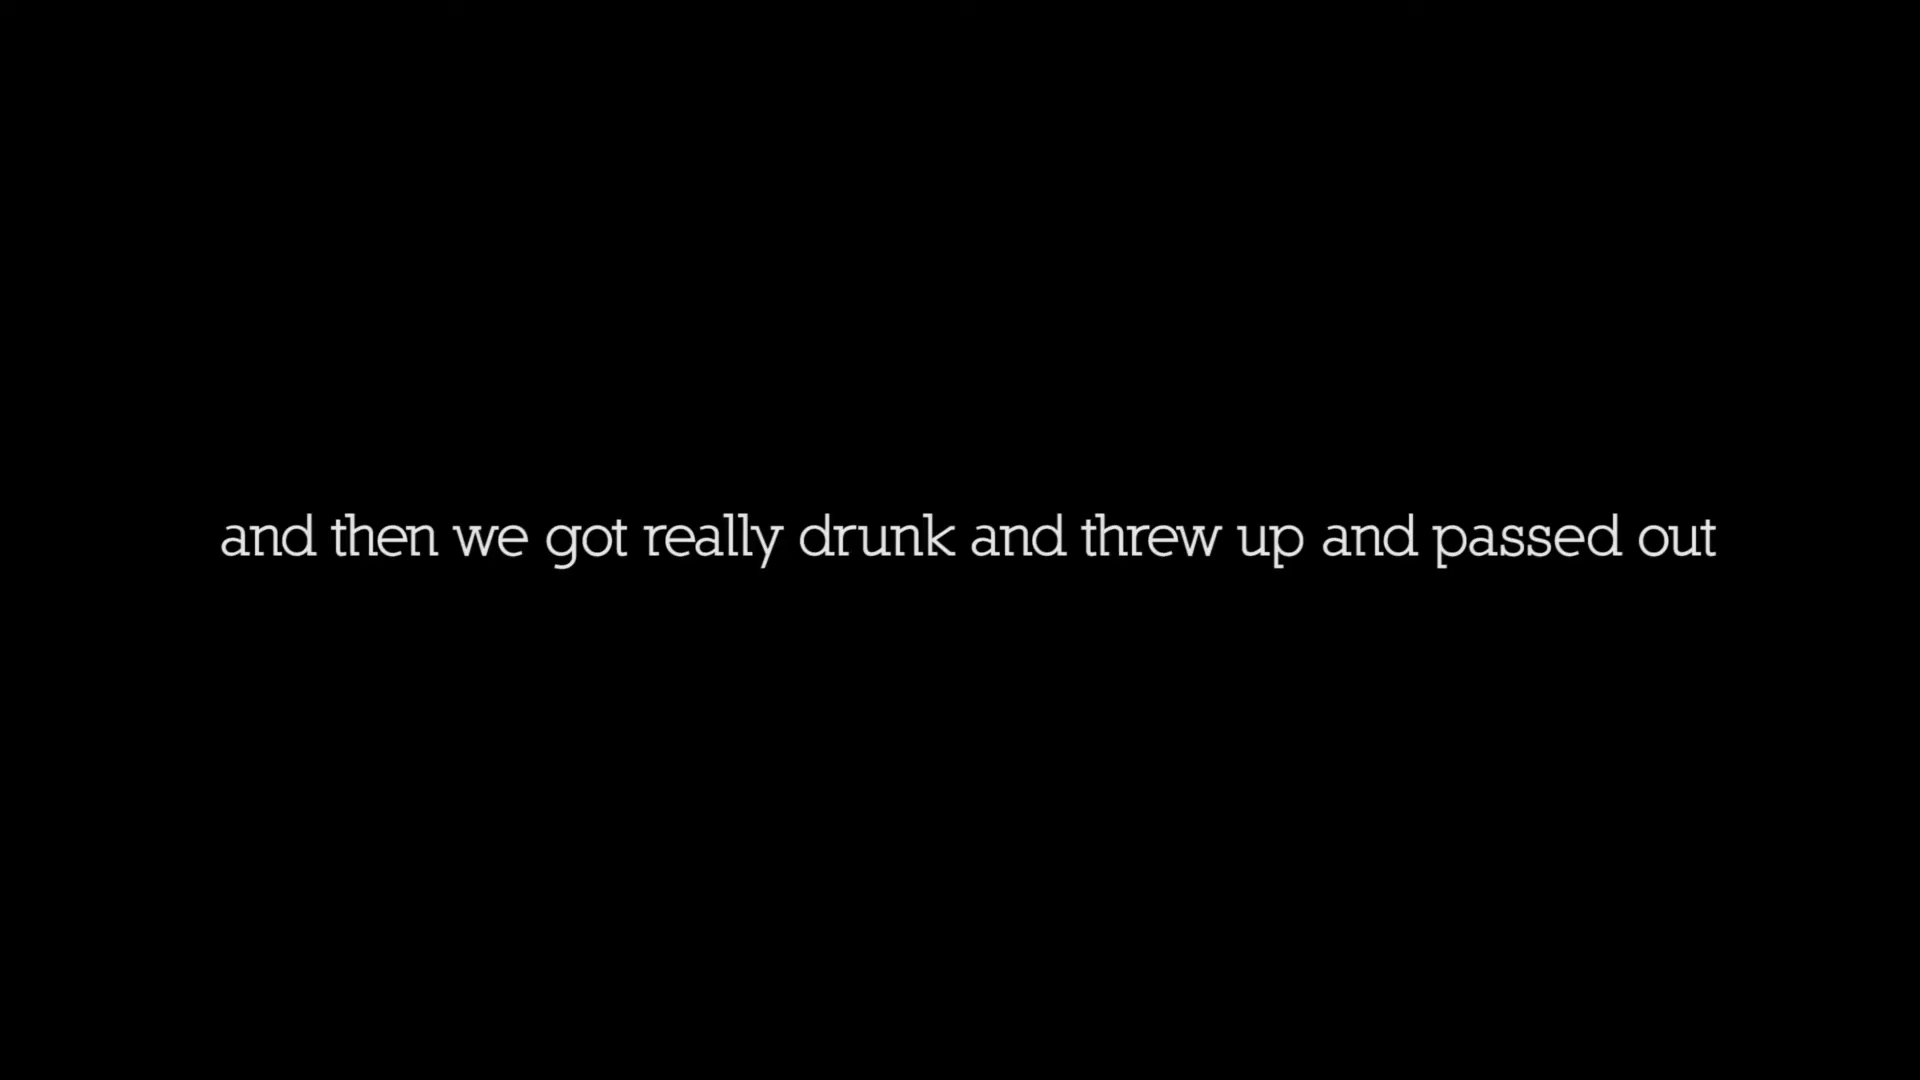 and then we got really drunk and threw up and passed out